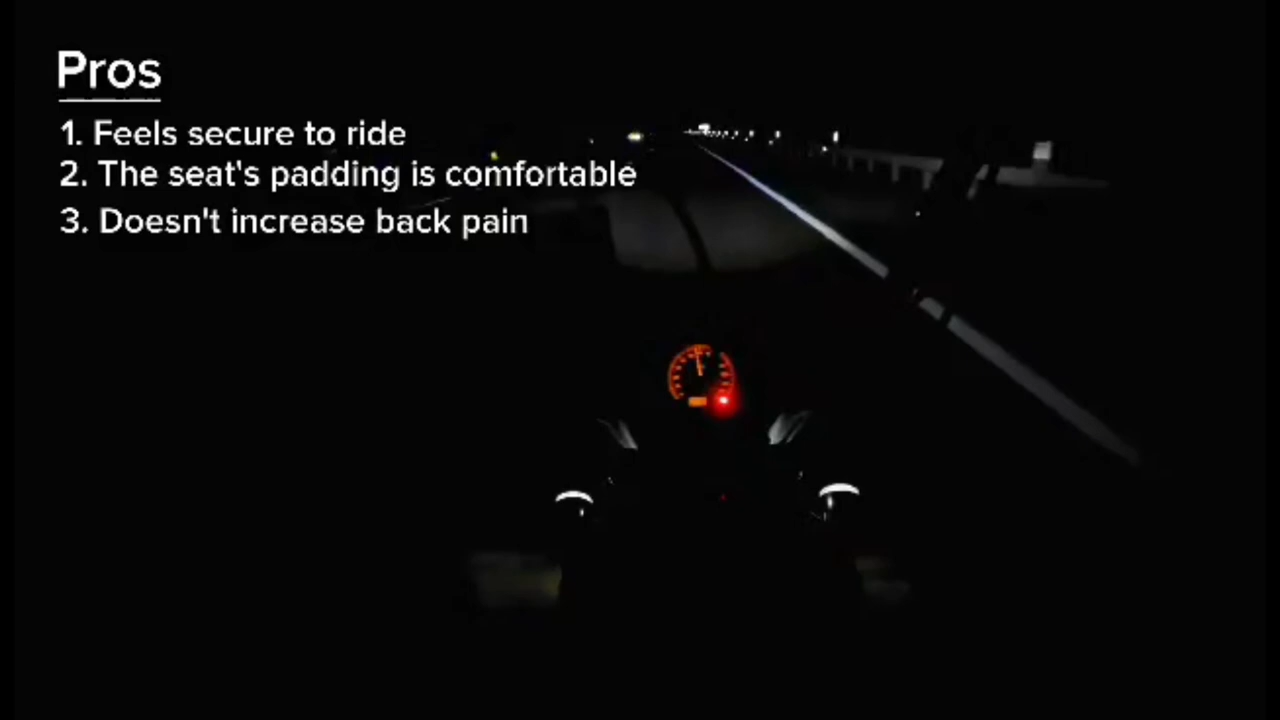 Pros
1. Feels secure to ride
2. The seat's padding is comfortable
3. Doesn't increase back pain